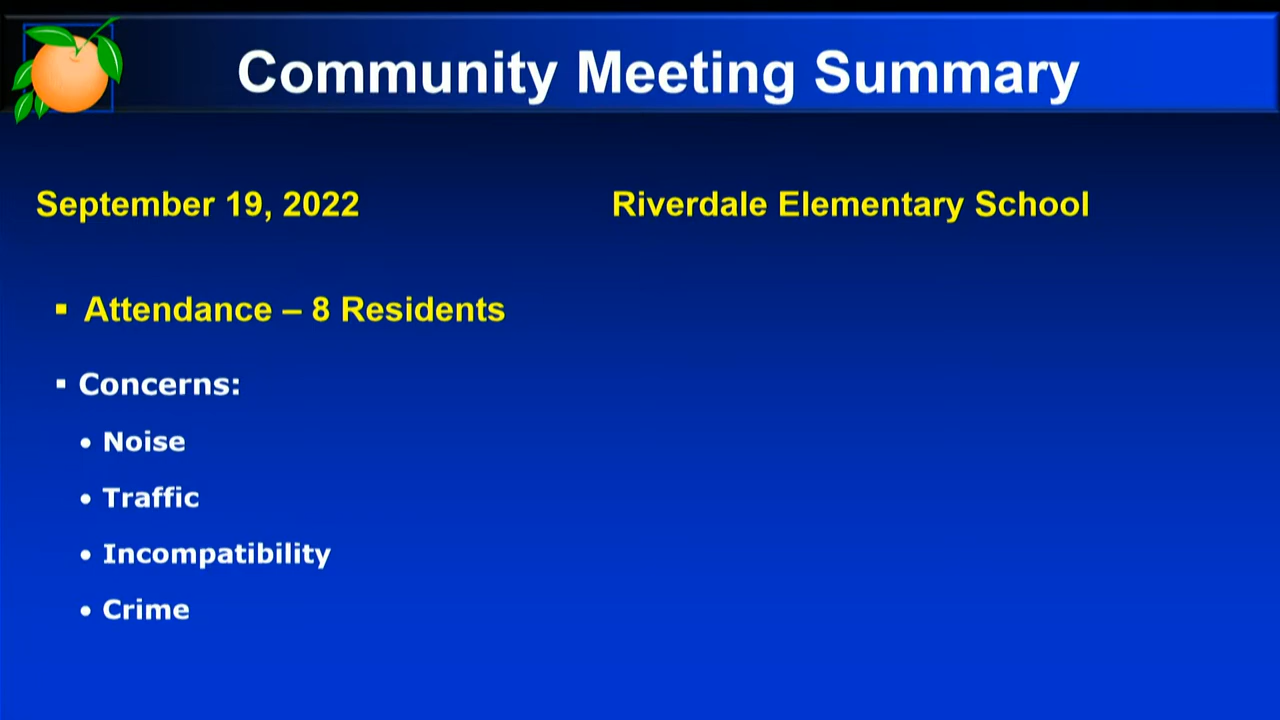 Community Meeting Summary
September 19, 2022 Riverdale Elementary School
▪ Attendance – 8 Residents
▪ Concerns:
• Noise
• Traffic
• Incompatibility
• Crime